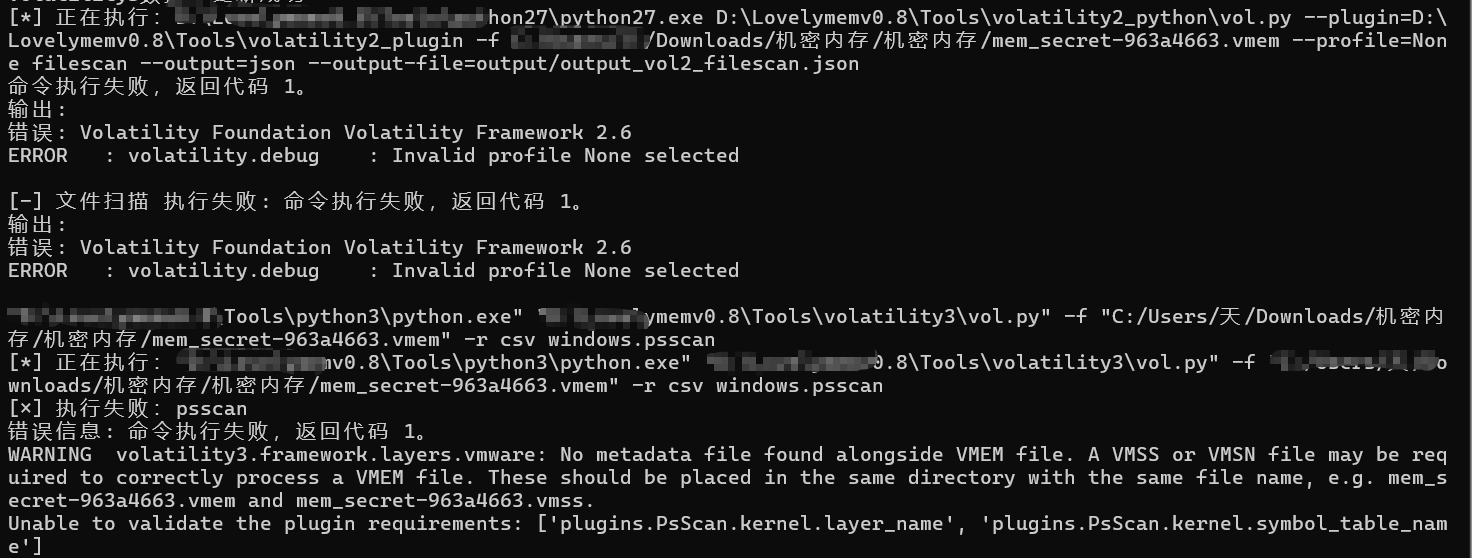 [*] 正在执行: hon27\python27.exe D:\Lovelymemv0.8\Tools\volatility2_python\vol.py --plugin=D:\
Lovelymemv0.8\Tools\volatility2_plugin -f /Downloads/机密内存/机密内存/mem_secret-963a4663.vmem --profile=Non
e filescan --output=json --output-file=output/output_vol2_filescan.json
命令执行失败，返回代码 1。
输出:
错误: Volatility Foundation Volatility Framework 2.6
ERROR   : volatility.debug    : Invalid profile None selected
[-] 文件扫描 执行失败: 命令执行失败，返回代码 1。
输出:
错误: Volatility Foundation Volatility Framework 2.6
ERROR   : volatility.debug    : Invalid profile None selected
Tools\python3\python.exe" ymemv0.8\Tools\volatility3\vol.py" -f "C:/Users/天/Downloads/机密内
存/机密内存/mem_secret-963a4663.vmem" -r csv windows.psscan
[*] 正在执行: mv0.8\Tools\python3\python.exe" 0.8\Tools\volatility3\vol.py" -f
ownloads/机密内存/机密内存/mem_secret-963a4663.vmem" -r csv windows.psscan
[×] 执行失败: psscan
错误信息: 命令执行失败，返回代码 1。
WARNING  volatility3.framework.layers.vmware: No metadata file found alongside VMEM file. A VMSS or VMSN file may be req
uired to correctly process a VMEM file. These should be placed in the same directory with the same file name, e.g. mem_s
ecret-963a4663.vmem and mem_secret-963a4663.vmss.
Unable to validate the plugin requirements: ['plugins.PsScan.kernel.layer_name', 'plugins.PsScan.kernel.symbol_table_nam
e']